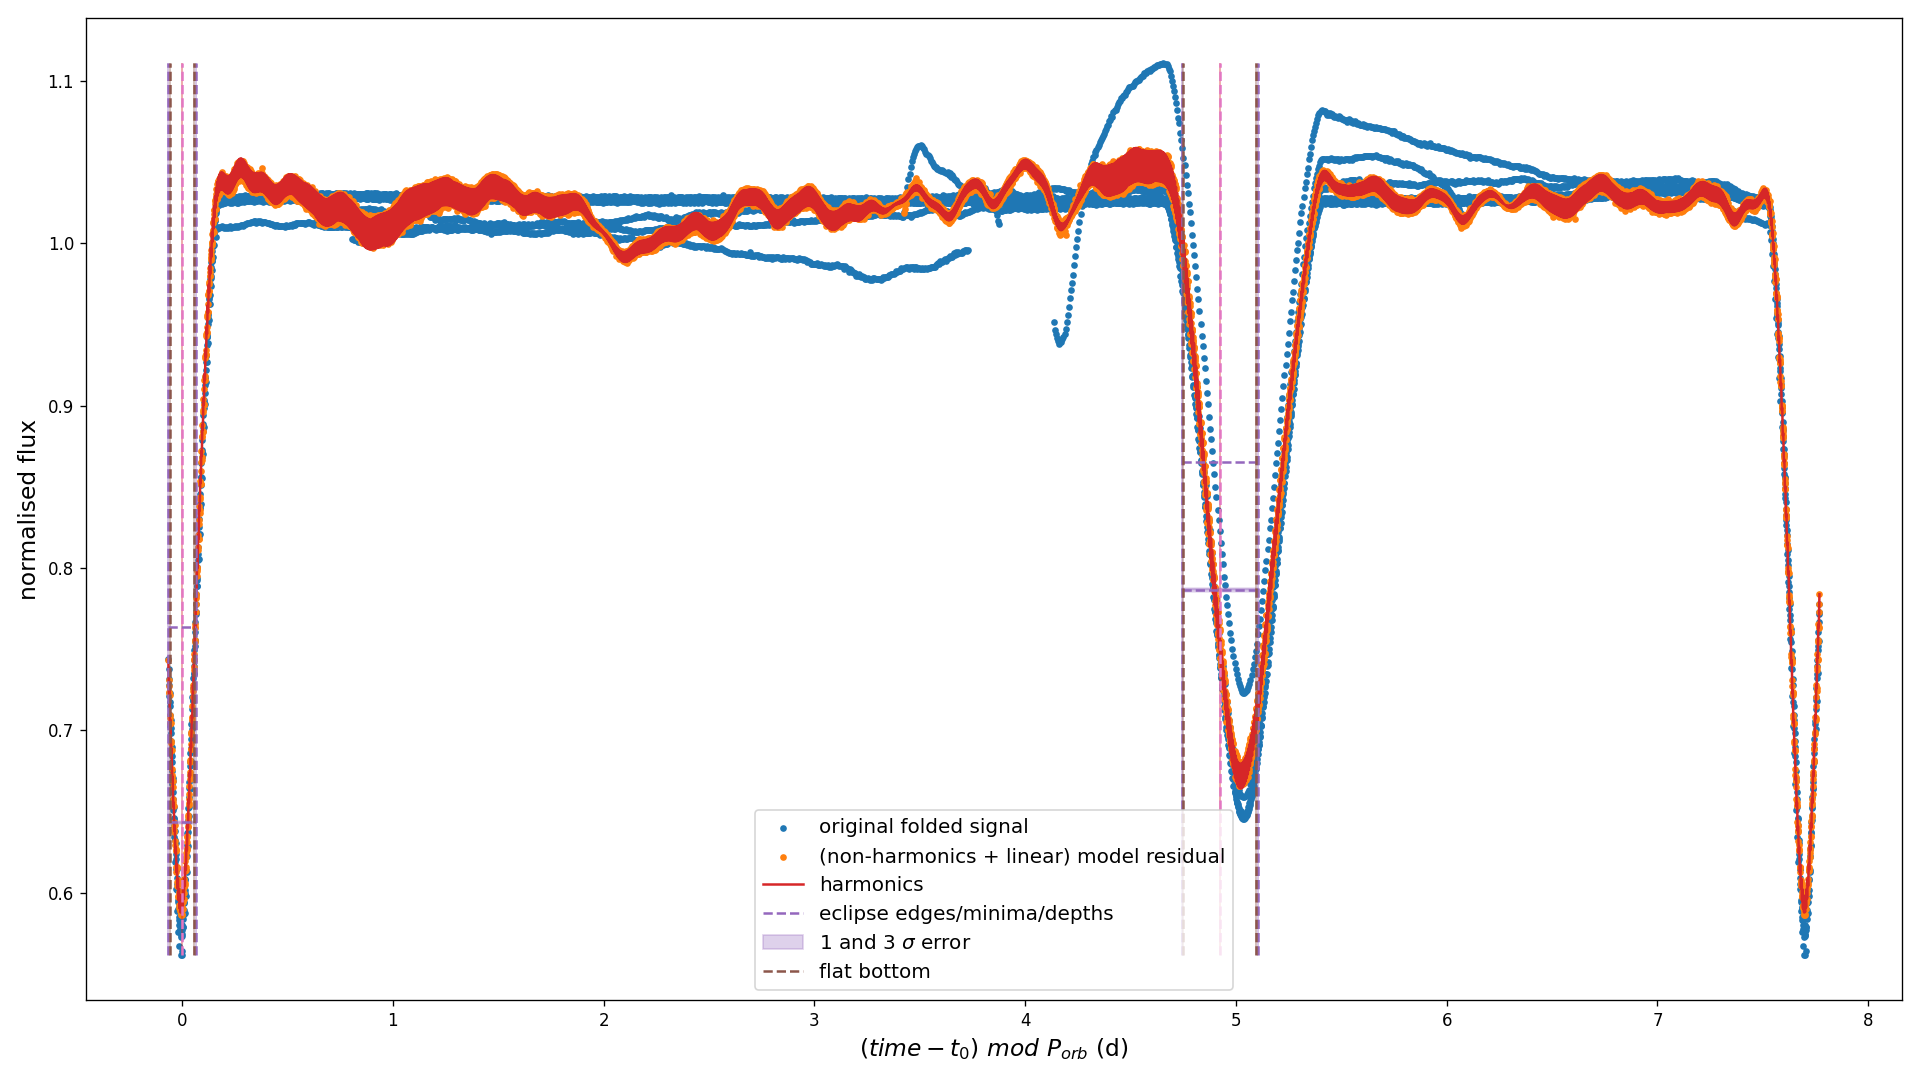 1.1
1.0
0.9
0.8
0.7
0.6
normalised flux
original folded signal
(non-harmonics + linear) model residual
harmonics
eclipse edges/minima/depths
1 and 3 σ error
flat bottom
0 1 2 3 4 5 6 7 8
(time − t₀) mod Pₒᵣb (d)